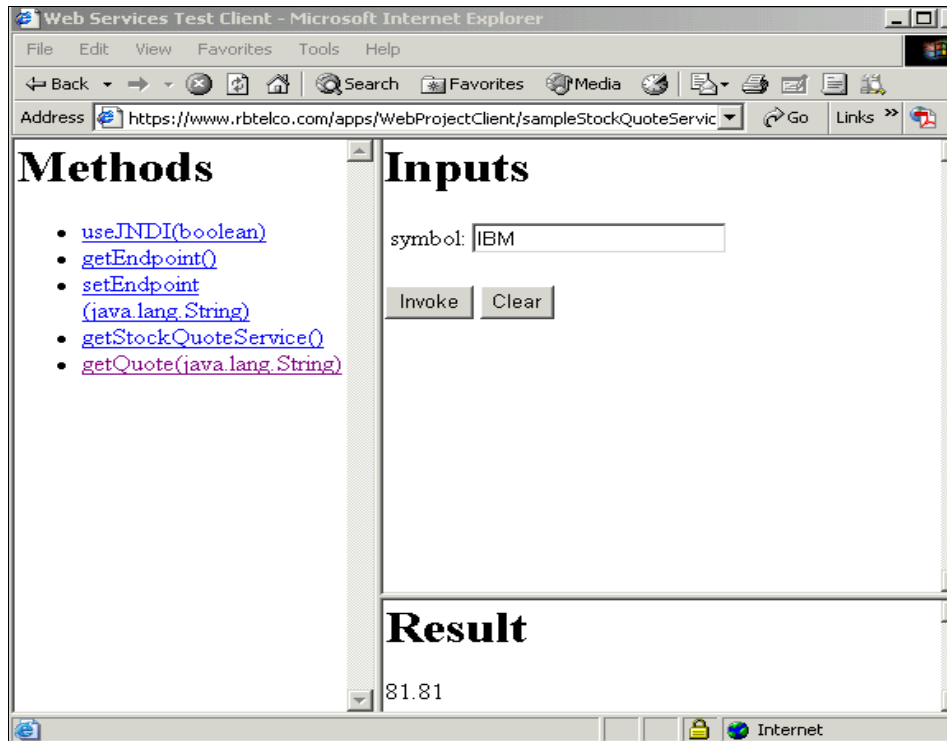 Web Services Test Client - Microsoft Internet Explorer
File Edit View Favorites Tools Help
Back Search Favorites Media
Address https://www.rbtelco.com/apps/WebProjectClient/sampleStockQuoteServic Go Links »
Methods
• useJNDI(boolean)
• getEndpoint()
• setEndpoint
(java.lang.String)
• getStockQuoteService()
• getQuote(java.lang.String)
Inputs
symbol: IBM
Invoke Clear
Result
81.81
Internet